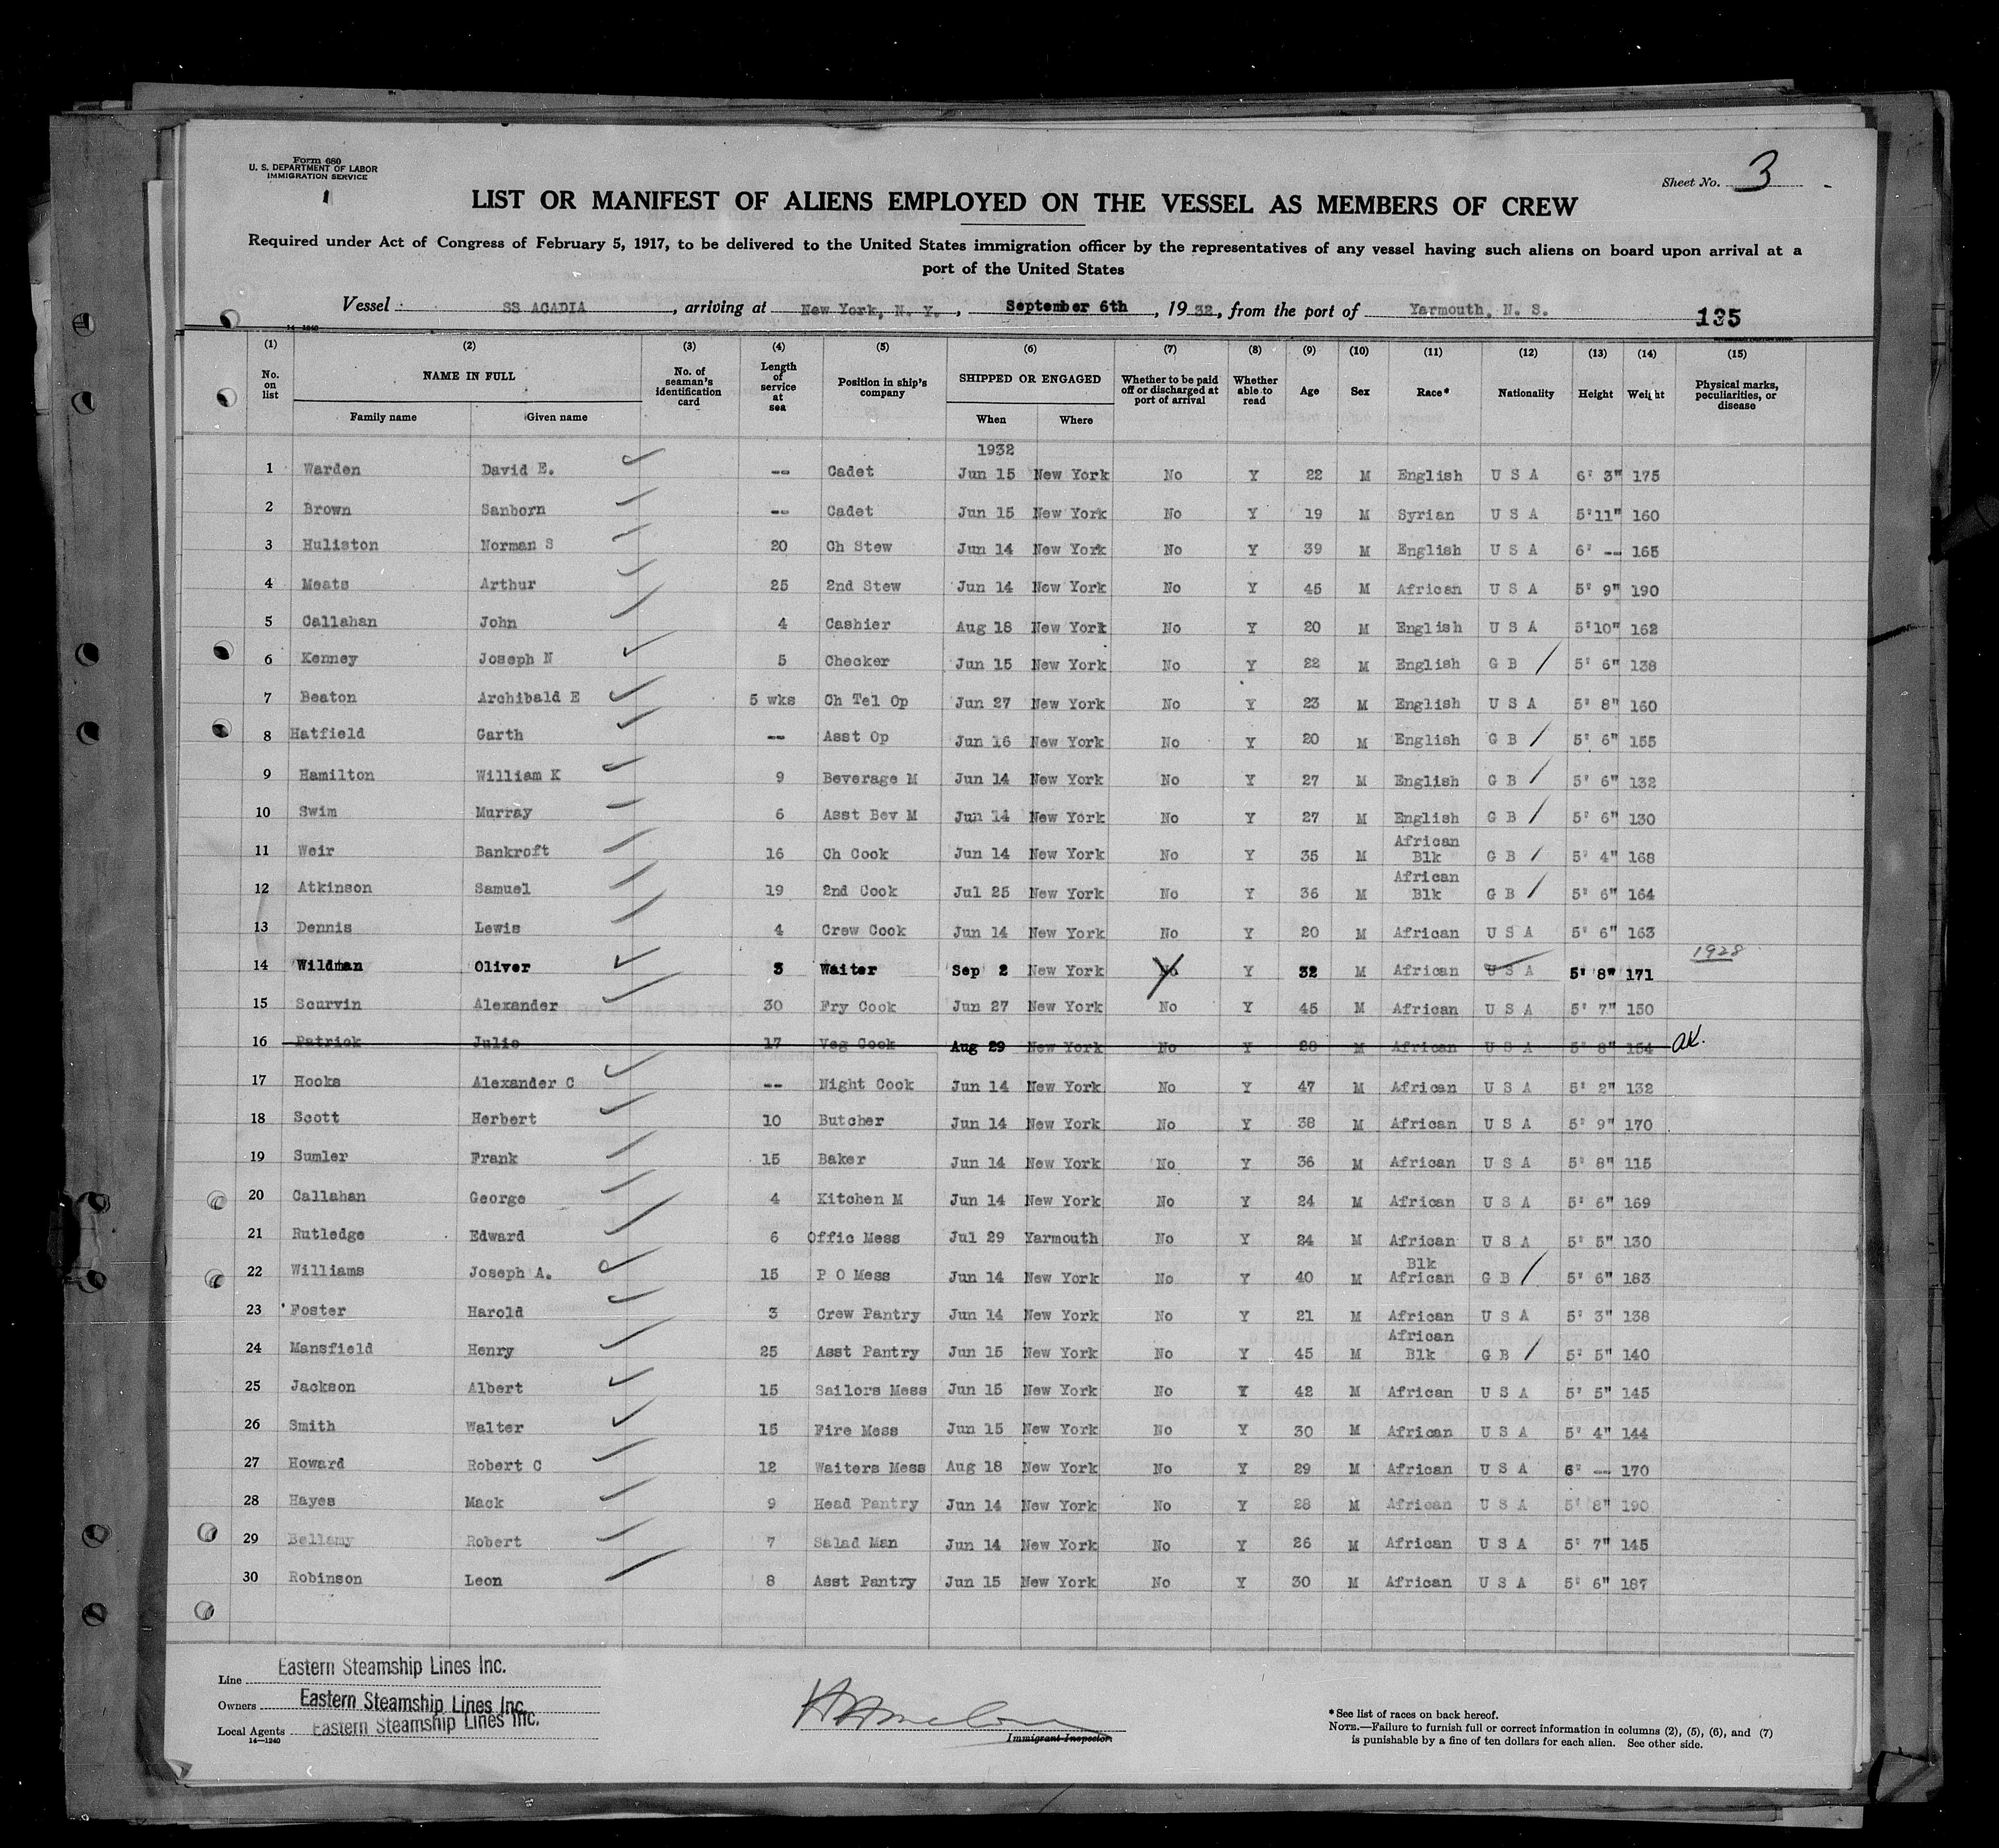 Form 680
U. S. DEPARTMENT OF LABOR
IMMIGRATION SERVICE
1
Sheet No. 3
LIST OR MANIFEST OF ALIENS EMPLOYED ON THE VESSEL AS MEMBERS OF CREW
Required under Act of Congress of February 5, 1917, to be delivered to the United States immigration officer by the representatives of any vessel having such aliens on board upon arrival at a
port of the United States
Vessel SS ACADIA, arriving at New York, N. Y., September 6th, 1932, from the port of Yarmouth, N. S.
135
14—1240
(1) (2) (3) (4) (5) (6) (7) (8) (9) (10) (11) (12) (13) (14) (15)
No. on list NAME IN FULL Family name Given name No. of seaman's identification card Length of service at sea Position in ship's company SHIPPED OR ENGAGED When Where Whether to be paid off or discharged at port of arrival Whether able to read Age Sex Race* Nationality Height Weight Physical marks, peculiarities, or disease
1932
1 Warden David E. -- Cadet Jun 15 New York No Y 22 M English U S A 6' 3" 175
2 Brown Sanborn -- Cadet Jun 15 New York No Y 19 M Syrian U S A 5'11" 160
3 Huliston Norman S 20 Ch Stew Jun 14 New York No Y 39 M English U S A 6' -- 165
4 Meats Arthur 25 2nd Stew Jun 14 New York No Y 45 M African U S A 5' 9" 190
5 Callahan John 4 Cashier Aug 18 New York No Y 20 M English U S A 5'10" 162
6 Kenney Joseph N 5 Checker Jun 15 New York No Y 22 M English G B / 5' 6" 138
7 Beaton Archibald E 5 wks Ch Tel Op Jun 27 New York No Y 23 M English U S A 5' 8" 160
8 Hatfield Garth -- Asst Op Jun 16 New York No Y 20 M English G B / 5' 6" 155
9 Hamilton William K 9 Beverage M Jun 14 New York No Y 27 M English G B / 5' 6" 132
10 Swim Murray 6 Asst Bev M Jun 14 New York No Y 27 M English G B / 5' 6" 130
11 Weir Bankroft 16 Ch Cook Jun 14 New York No Y 35 M African Blk G B / 5' 4" 168
12 Atkinson Samuel 19 2nd Cook Jul 25 New York No Y 36 M African Blk G B / 5' 6" 164
13 Dennis Lewis 4 Crew Cook Jun 14 New York No Y 20 M African U S A 5' 6" 163
14 Wildman Oliver 3 Waiter Sep 2 New York No Y 32 M African U S A 5' 8" 171 1928
15 Scurvin Alexander 30 Fry Cook Jun 27 New York No Y 45 M African U S A 5' 7" 150
16 Patrick Julio 17 Veg Cook Aug 29 New York No Y 28 M African U S A 5' 8" 154 OK.
17 Hooks Alexander C -- Night Cook Jun 14 New York No Y 47 M African U S A 5' 2" 132
18 Scott Herbert 10 Butcher Jun 14 New York No Y 38 M African U S A 5' 9" 170
19 Sumler Frank 15 Baker Jun 14 New York No Y 36 M African U S A 5' 8" 115
20 Callahan George 4 Kitchen M Jun 14 New York No Y 24 M African U S A 5' 6" 169
21 Rutledge Edward 6 Offic Mess Jul 29 Yarmouth No Y 24 M African U S A 5' 5" 130
22 Williams Joseph A. 15 P O Mess Jun 14 New York No Y 40 M Blk African G B / 5' 6" 183
23 Foster Harold 3 Crew Pantry Jun 14 New York No Y 21 M African U S A 5' 3" 138
24 Mansfield Henry 25 Asst Pantry Jun 15 New York No Y 45 M African Blk G B / 5' 5" 140
25 Jackson Albert 15 Sailors Mess Jun 15 New York No Y 42 M African U S A 5' 5" 145
26 Smith Walter 15 Fire Mess Jun 15 New York No Y 30 M African U S A 5' 4" 144
27 Howard Robert C 12 Waiters Mess Aug 18 New York No Y 29 M African U S A 6' -- 170
28 Hayes Mack 9 Head Pantry Jun 14 New York No Y 28 M African U S A 5' 8" 190
29 Bellamy Robert 7 Salad Man Jun 14 New York No Y 26 M African U S A 5' 7" 145
30 Robinson Leon 8 Asst Pantry Jun 15 New York No Y 30 M African U S A 5' 6" 187
Line Eastern Steamship Lines Inc.
Owners Eastern Steamship Lines Inc.
Local Agents Eastern Steamship Lines Inc.
14—1240
Immigrant Inspector.
*See list of races on back hereof.
NOTE.—Failure to furnish full or correct information in columns (2), (5), (6), and (7)
is punishable by a fine of ten dollars for each alien. See other side.